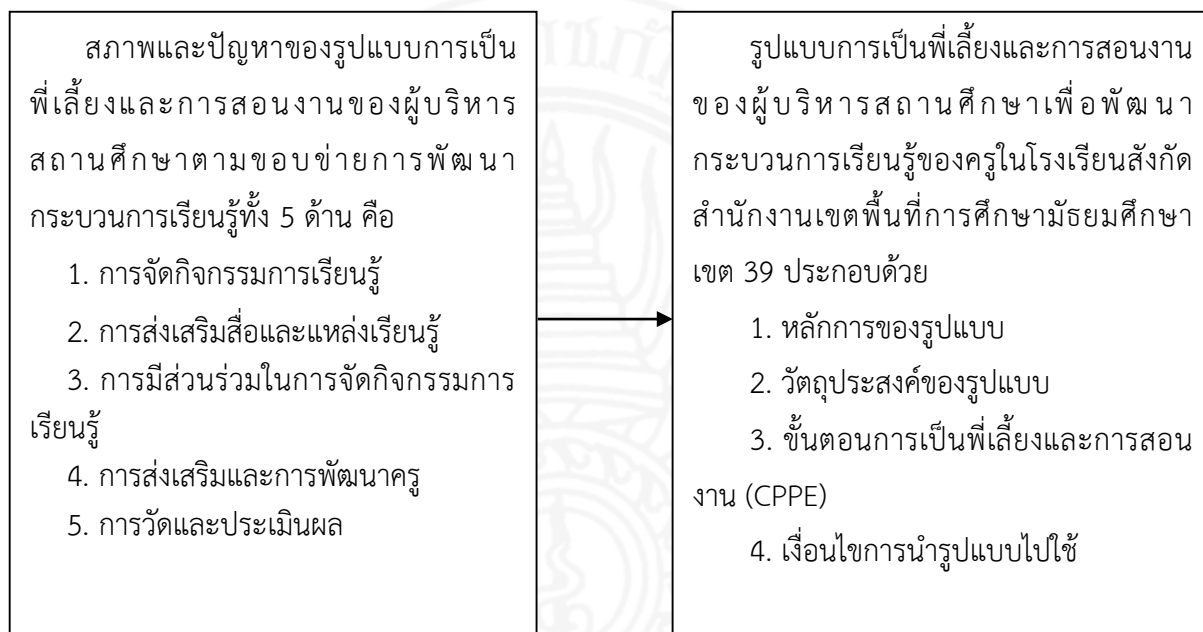 สภาพและปัญหาของรูปแบบการเป็น
พี่เลี้ยงและการสอนงานของผู้บริหาร
สถานศึกษาตามขอบข่ายการพัฒนา
กระบวนการเรียนรู้ทั้ง 5 ด้าน คือ
1. การจัดกิจกรรมการเรียนรู้
2. การส่งเสริมสื่อและแหล่งเรียนรู้
3. การมีส่วนร่วมในการจัดกิจกรรมการ
เรียนรู้
4. การส่งเสริมและการพัฒนาครู
5. การวัดและประเมินผล
รูปแบบการเป็นพี่เลี้ยงและการสอนงาน
ของผู้บริหารสถานศึกษาเพื่อพัฒนา
กระบวนการเรียนรู้ของครูในโรงเรียนสังกัด
สำนักงานเขตพื้นที่การศึกษามัธยมศึกษา
เขต 39 ประกอบด้วย
1. หลักการของรูปแบบ
2. วัตถุประสงค์ของรูปแบบ
3. ขั้นตอนการเป็นพี่เลี้ยงและการสอน
งาน (CPPE)
4. เงื่อนไขการนำรูปแบบไปใช้